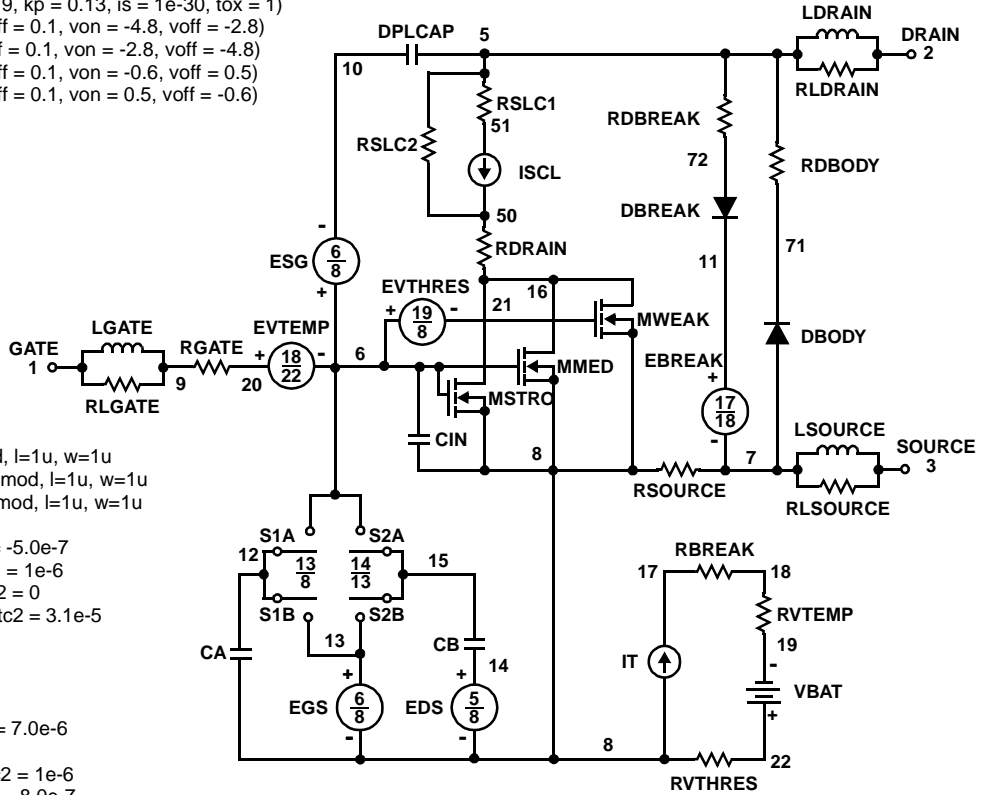 9, kp = 0.13, is = 1e-30, tox = 1)
ff = 0.1, von = -4.8, voff = -2.8)
f = 0.1, von = -2.8, voff = -4.8)
ff = 0.1, von = -0.6, voff = 0.5)
ff = 0.1, von = 0.5, voff = -0.6)
DPLCAP
5
10
LDRAIN
DRAIN
2
RLDRAIN
RSLC1
51
RSLC2
ISCL
50
RDRAIN
RDBREAK
72
RDBODY
DBREAK
11
71
ESG
6
8
-
+
EVTHRES
+
19
8
-
21
16
MWEAK
EBREAK
+
17
18
-
DBODY
GATE
1
LGATE
RLGATE
9
RGATE
20
EVTEMP
+
18
22
-
6
MMED
MSTRO
CIN
8
RSOURCE
7
LSOURCE
SOURCE
3
RLSOURCE
d, l=1u, w=1u
mod, l=1u, w=1u
mod, l=1u, w=1u
= -5.0e-7
= 1e-6
2 = 0
tc2 = 3.1e-5
= 7.0e-6
c2 = 1e-6
S1A
S2A
12
13
8
14
13
15
S1B
S2B
13
CA
CB
14
+
EGS
6
8
-
+
EDS
5
8
-
8
RBREAK
17
18
RVTEMP
19
IT
-
VBAT
+
22
RVTHRES